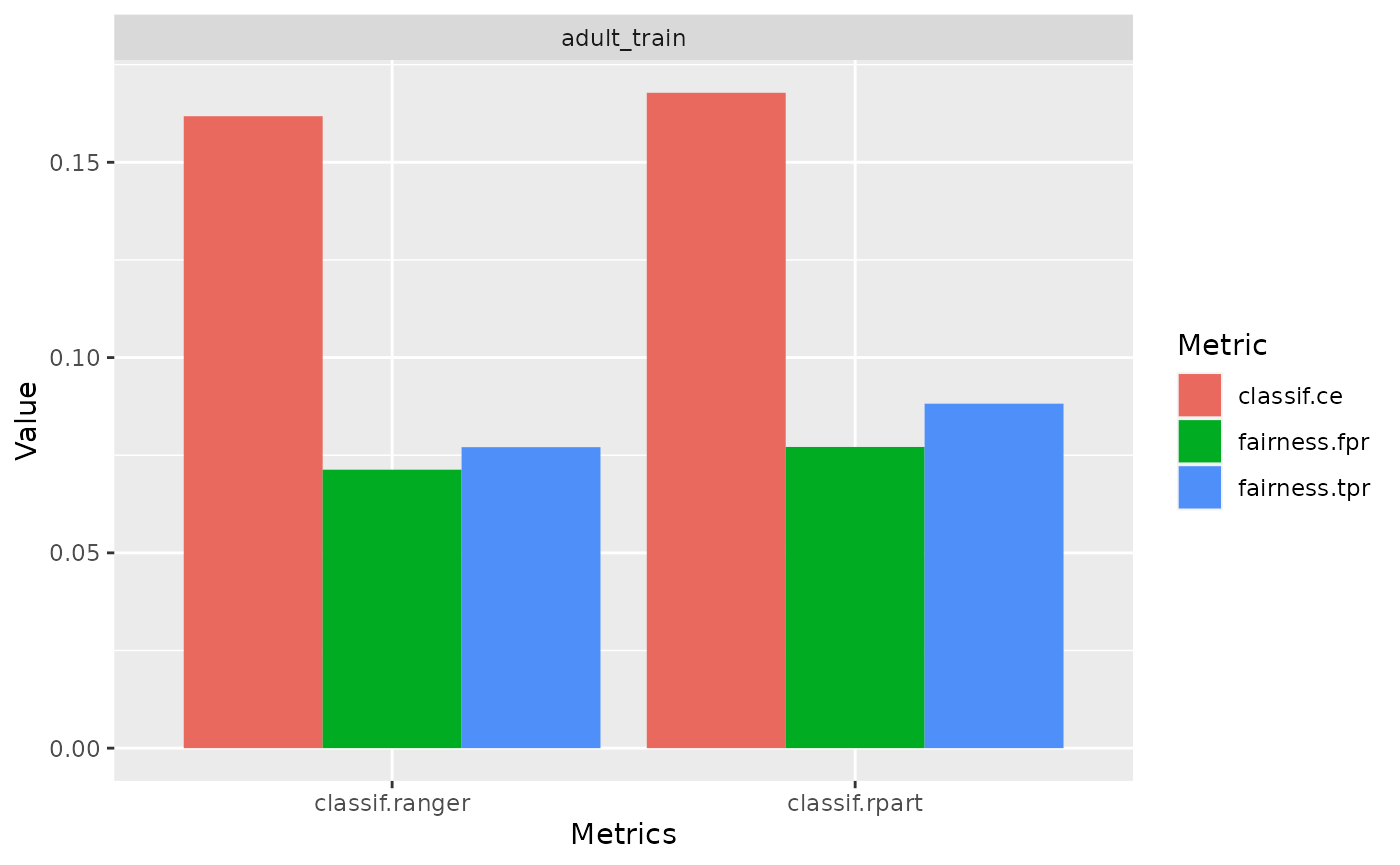 adult_train
Value
0.15
0.10
0.05
0.00
classif.ranger
classif.rpart
Metrics
Metric
classif.ce
fairness.fpr
fairness.tpr